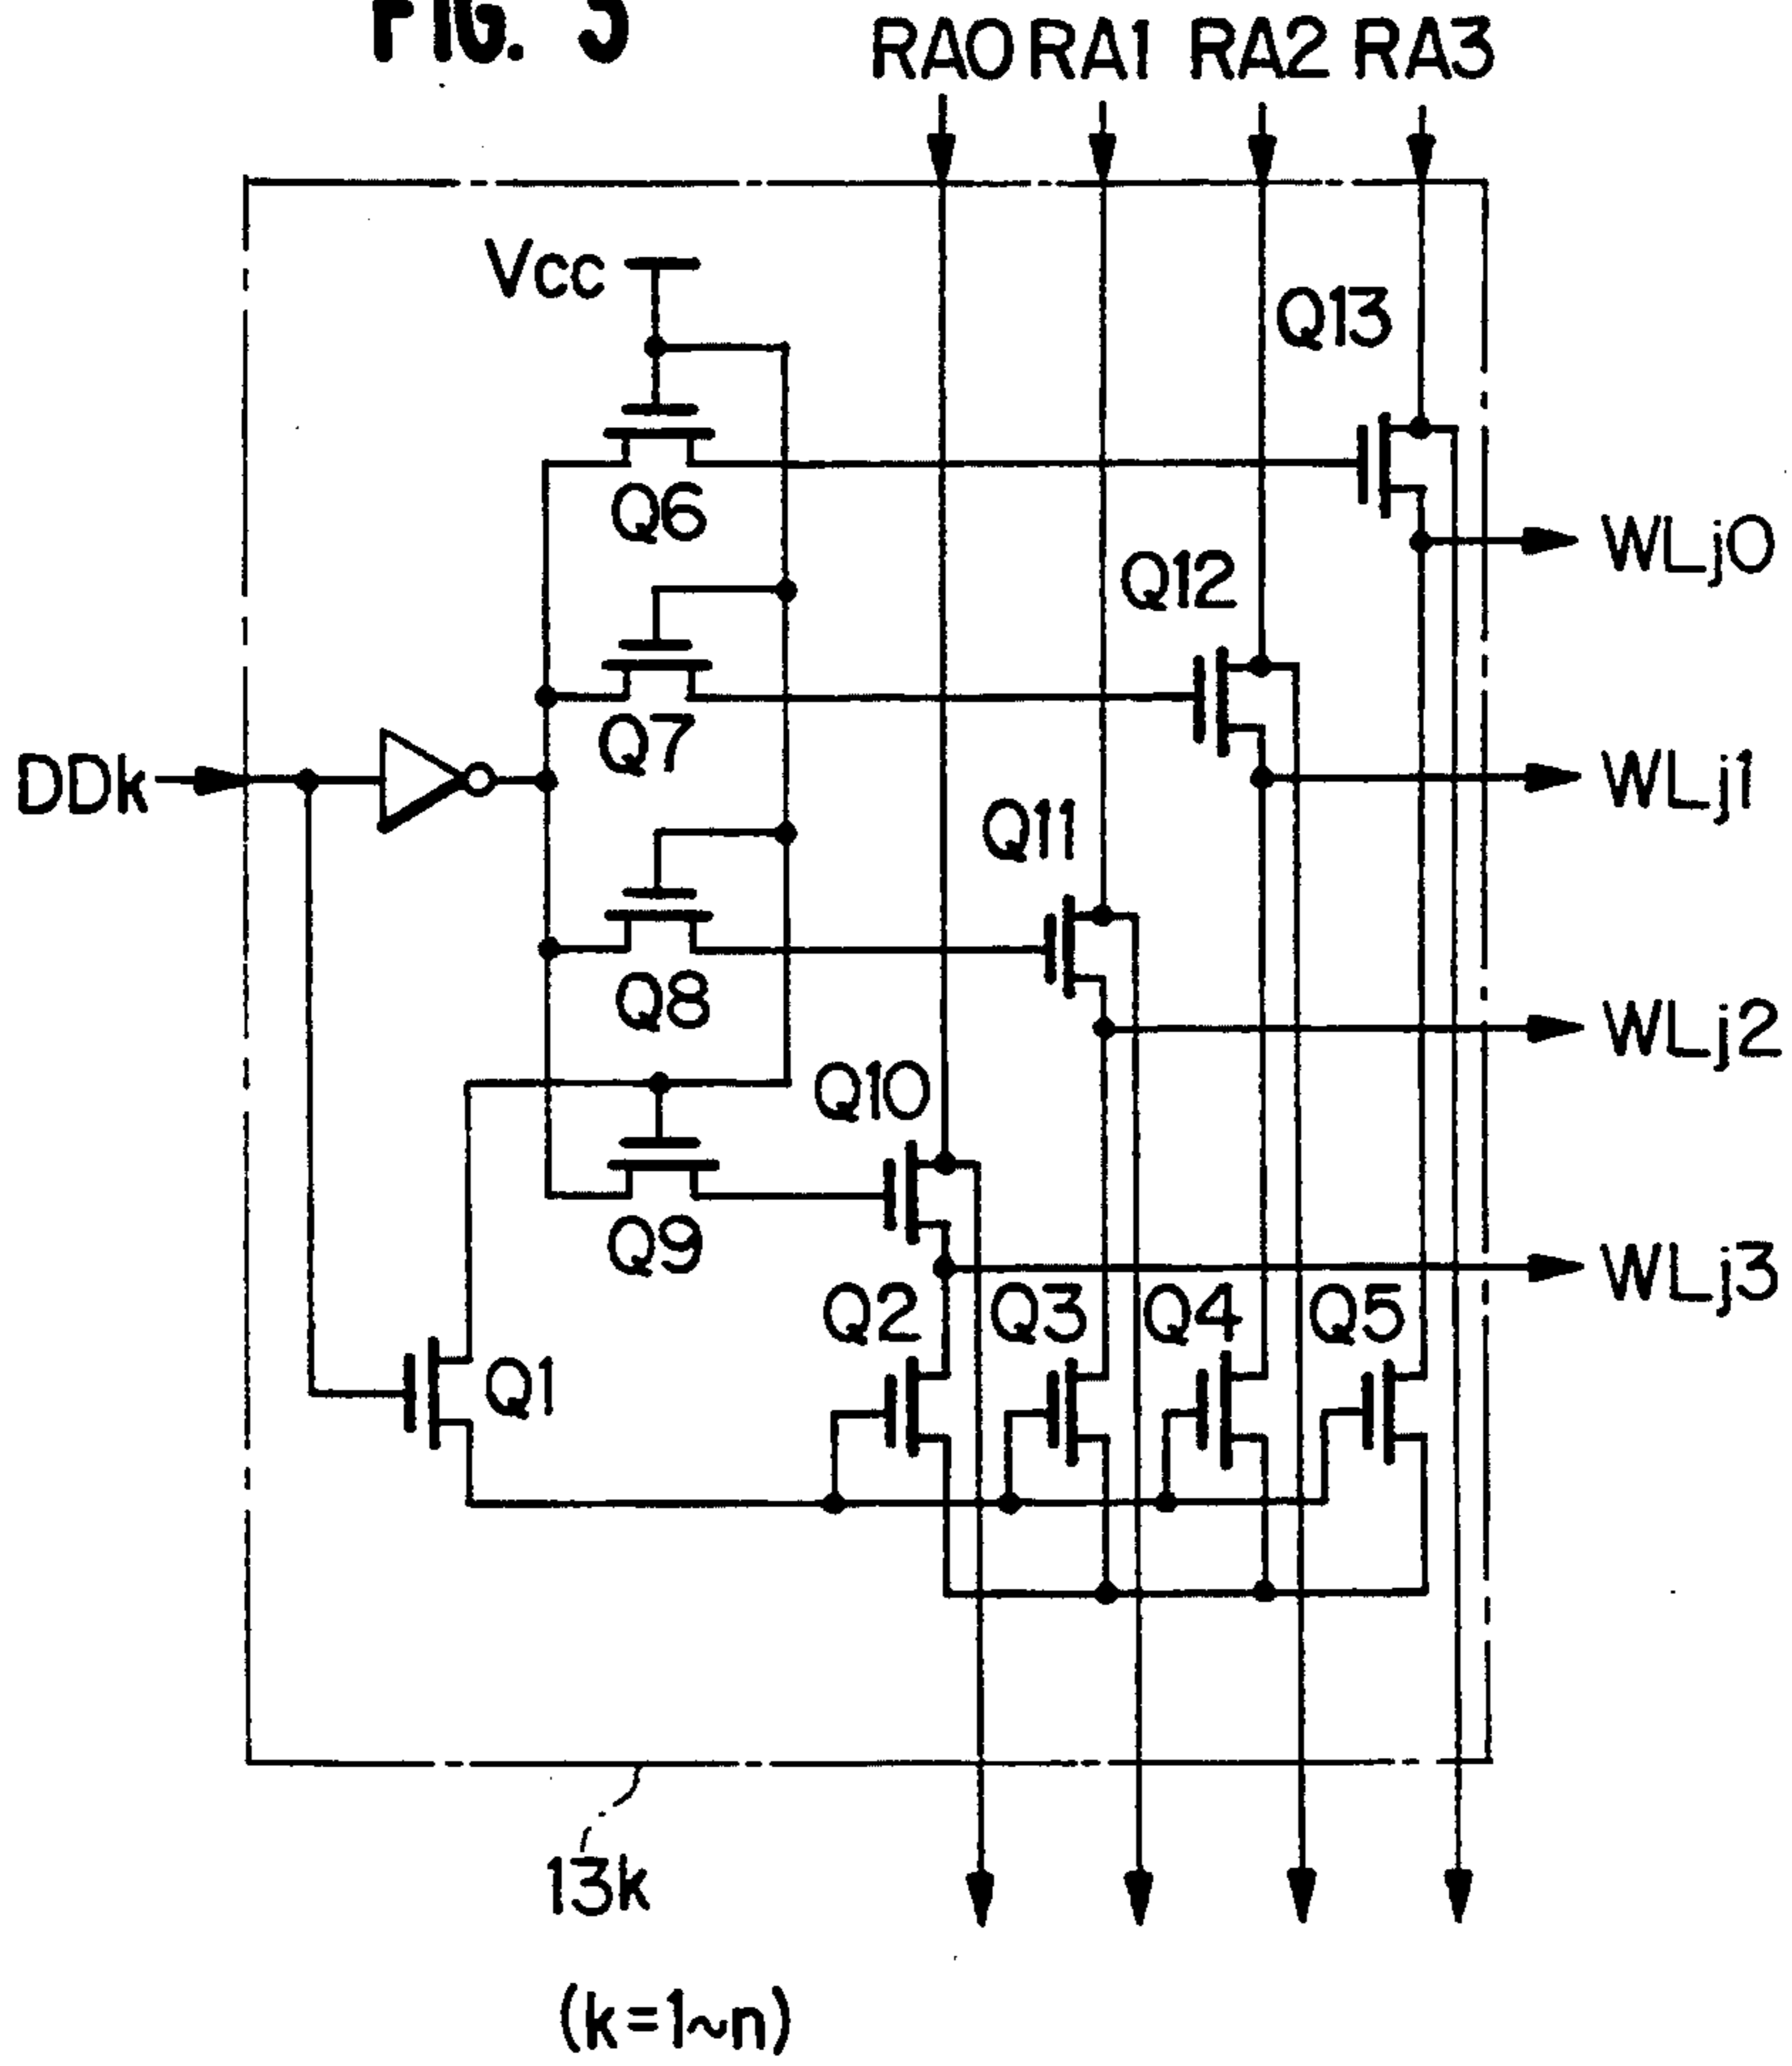 FIG. 3
RA0 RA1 RA2 RA3
Vcc
Q13
Q6
WLj0
Q12
Q7
DDk
WLj1
Q11
Q8
WLj2
Q10
Q9
WLj3
Q2 Q3 Q4 Q5
Q1
13k
(k=1~n)